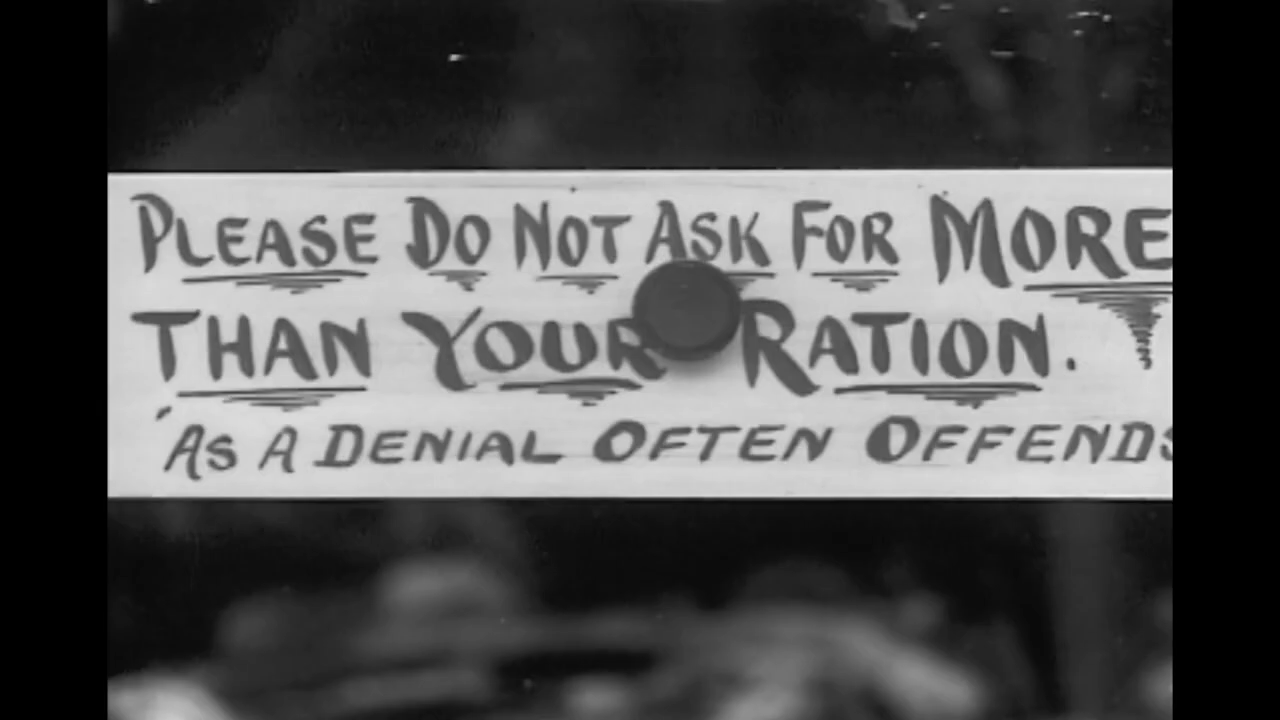 PLEASE DO NOT ASK FOR MORE
THAN YOUR RATION.
'AS A DENIAL OFTEN OFFENDS